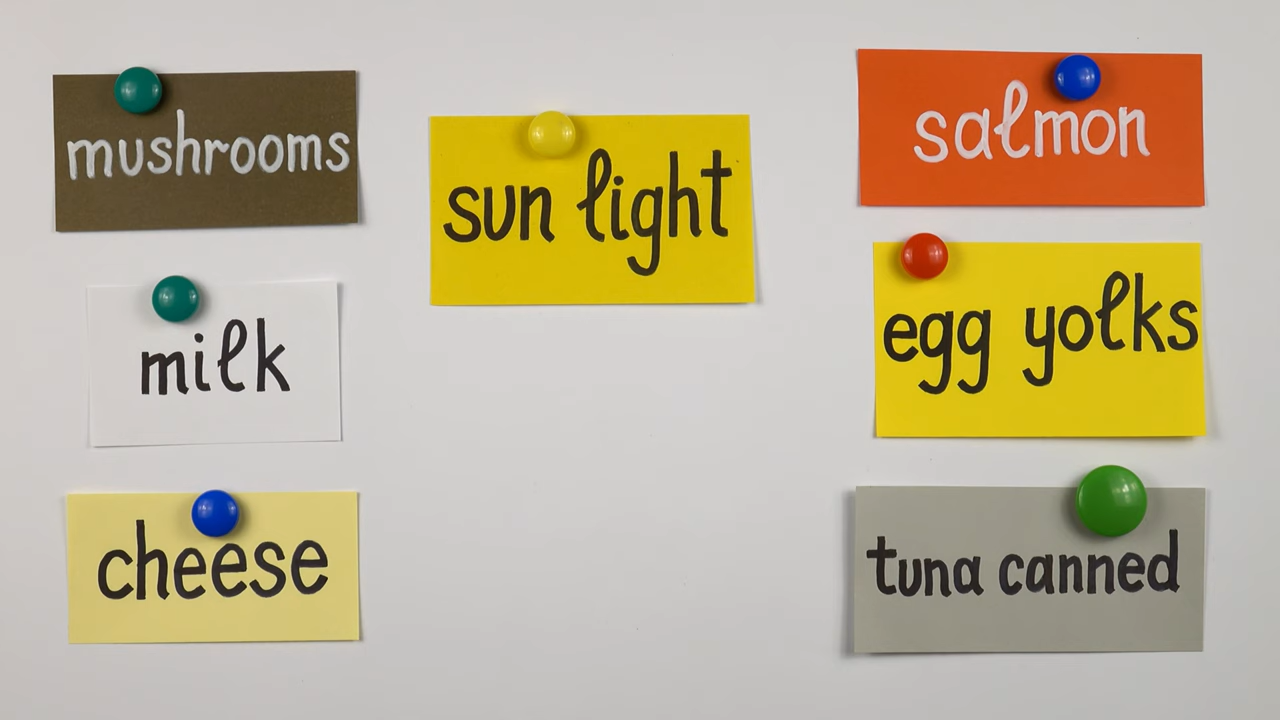 mushrooms
milk
cheese
sun light
salmon
egg yolks
tuna canned